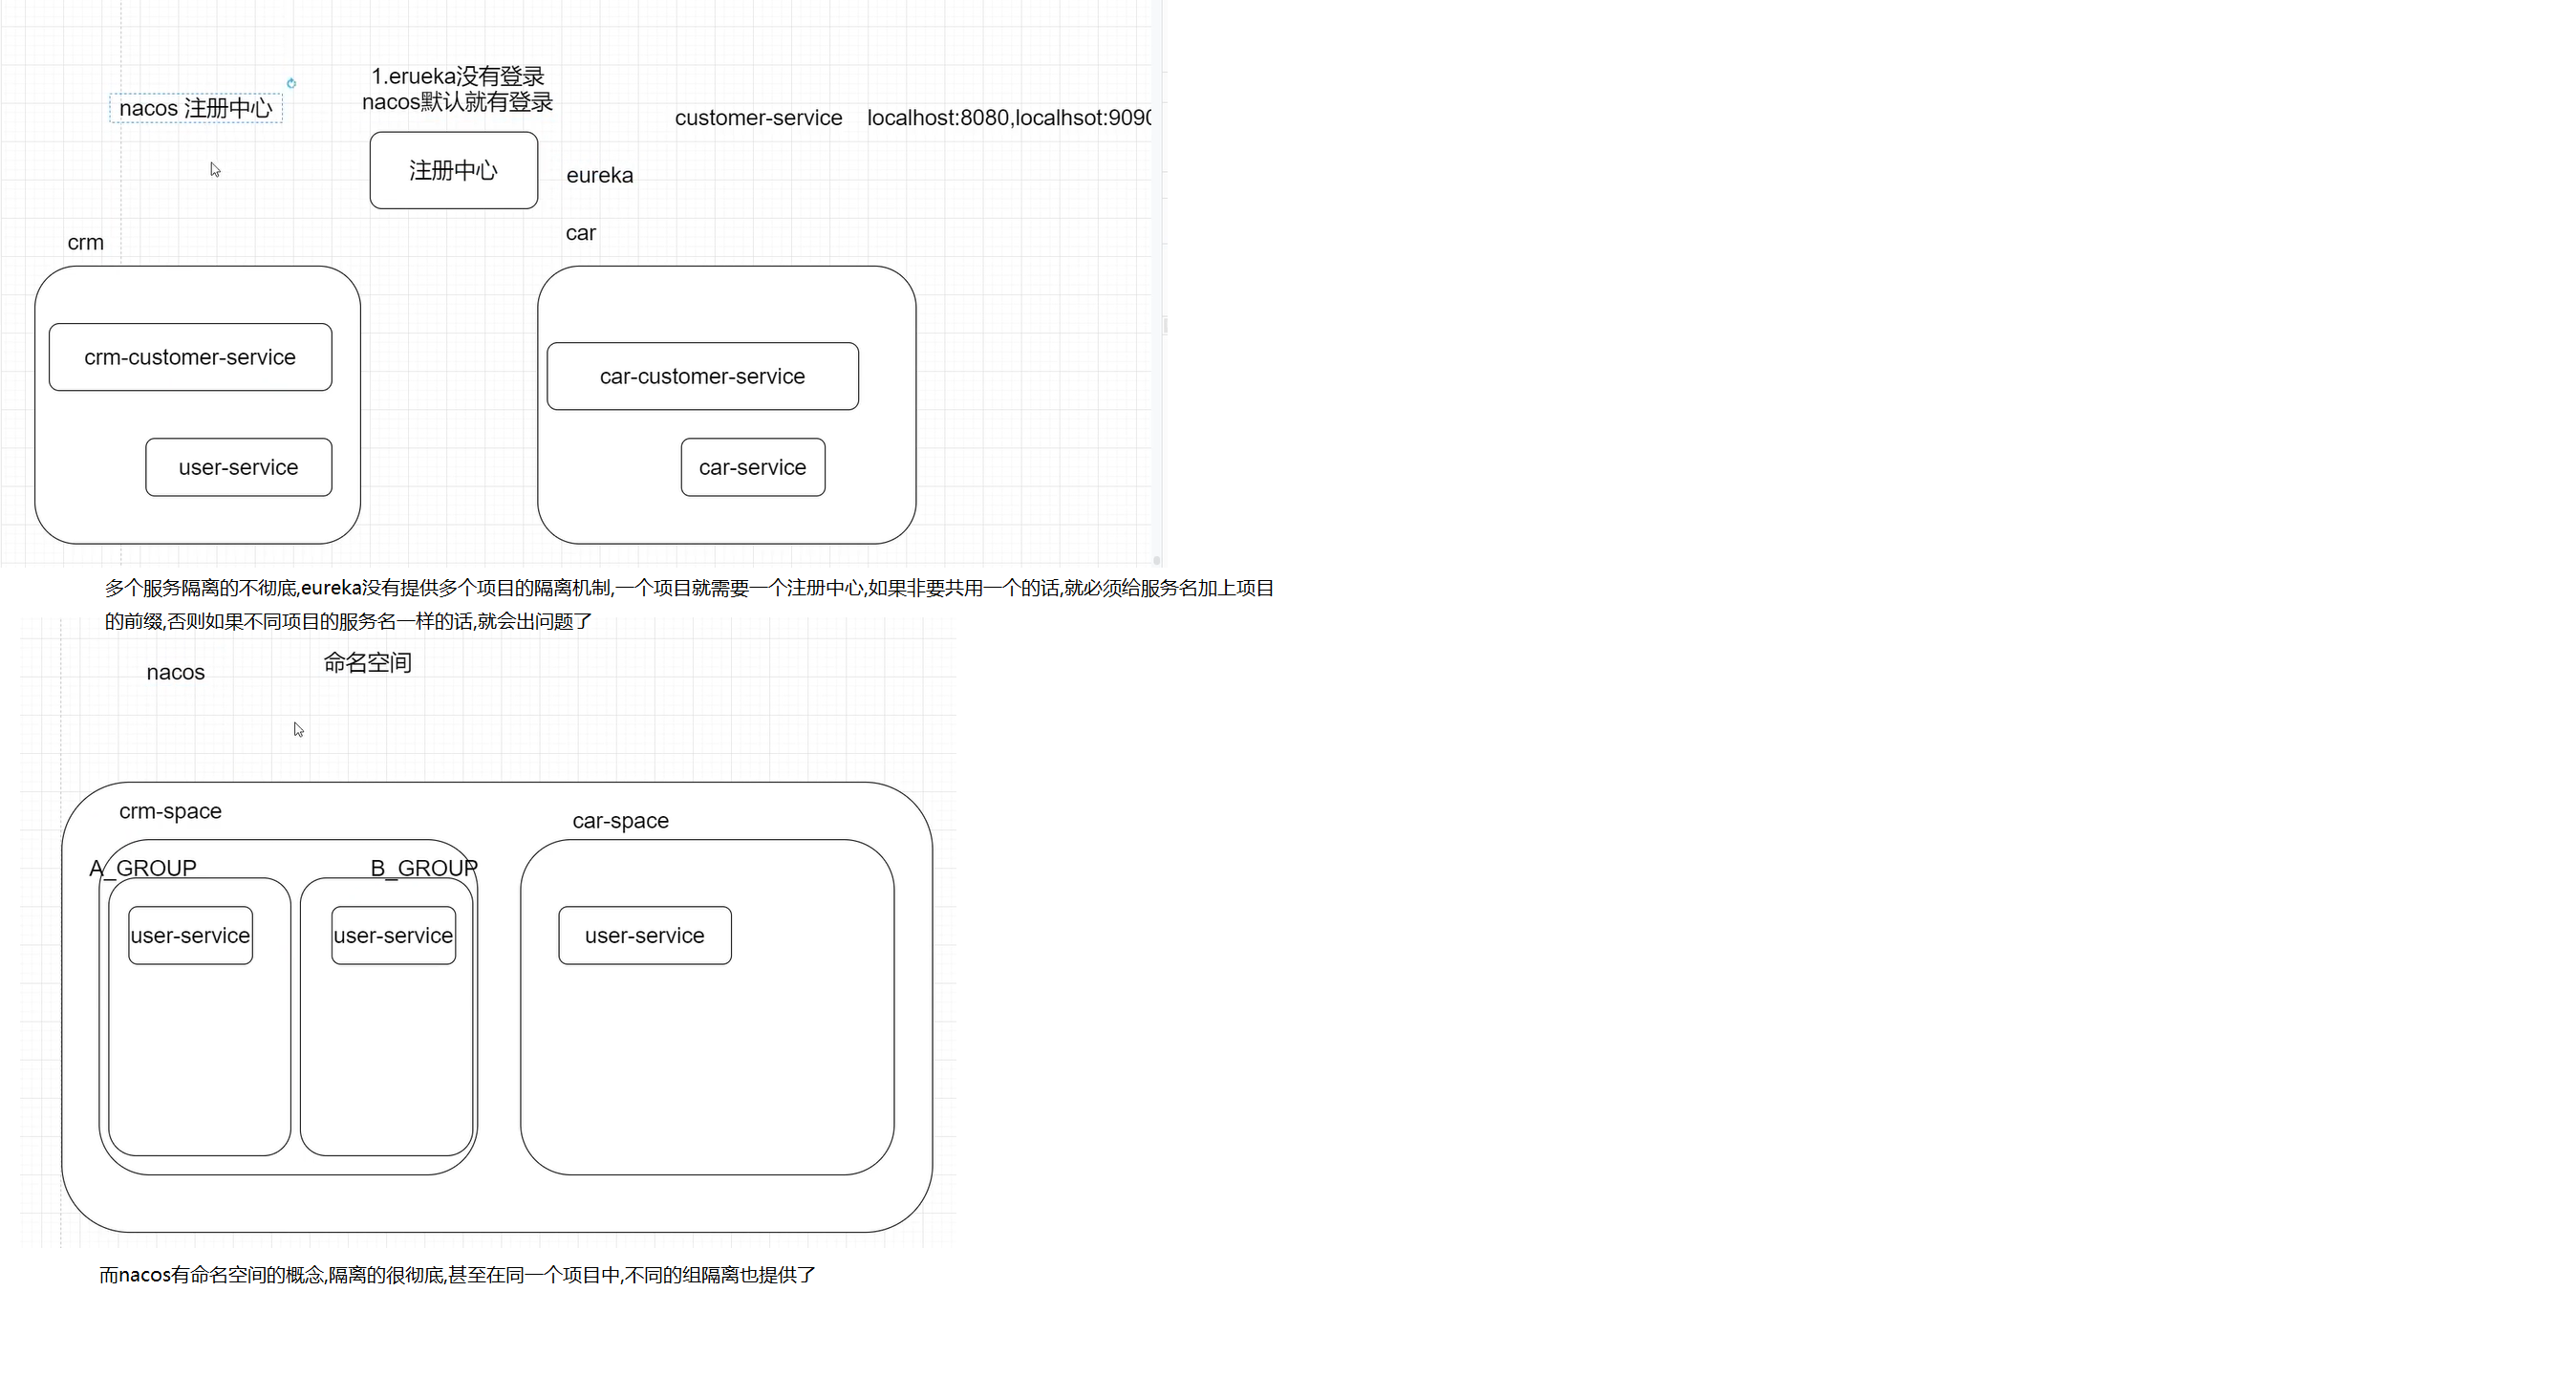 1.erueka没有登录
nacos默认就有登录
nacos 注册中心
customer-service localhost:8080,localhsot:9090
注册中心
eureka
crm
car
crm-customer-service
car-customer-service
user-service
car-service
多个服务隔离的不彻底,eureka没有提供多个项目的隔离机制,一个项目就需要一个注册中心,如果非要共用一个的话,就必须给服务名加上项目
的前缀,否则如果不同项目的服务名一样的话,就会出问题了
nacos
命名空间
crm-space
car-space
A_GROUP
B_GROUP
user-service
user-service
user-service
而nacos有命名空间的概念,隔离的很彻底,甚至在同一个项目中,不同的组隔离也提供了